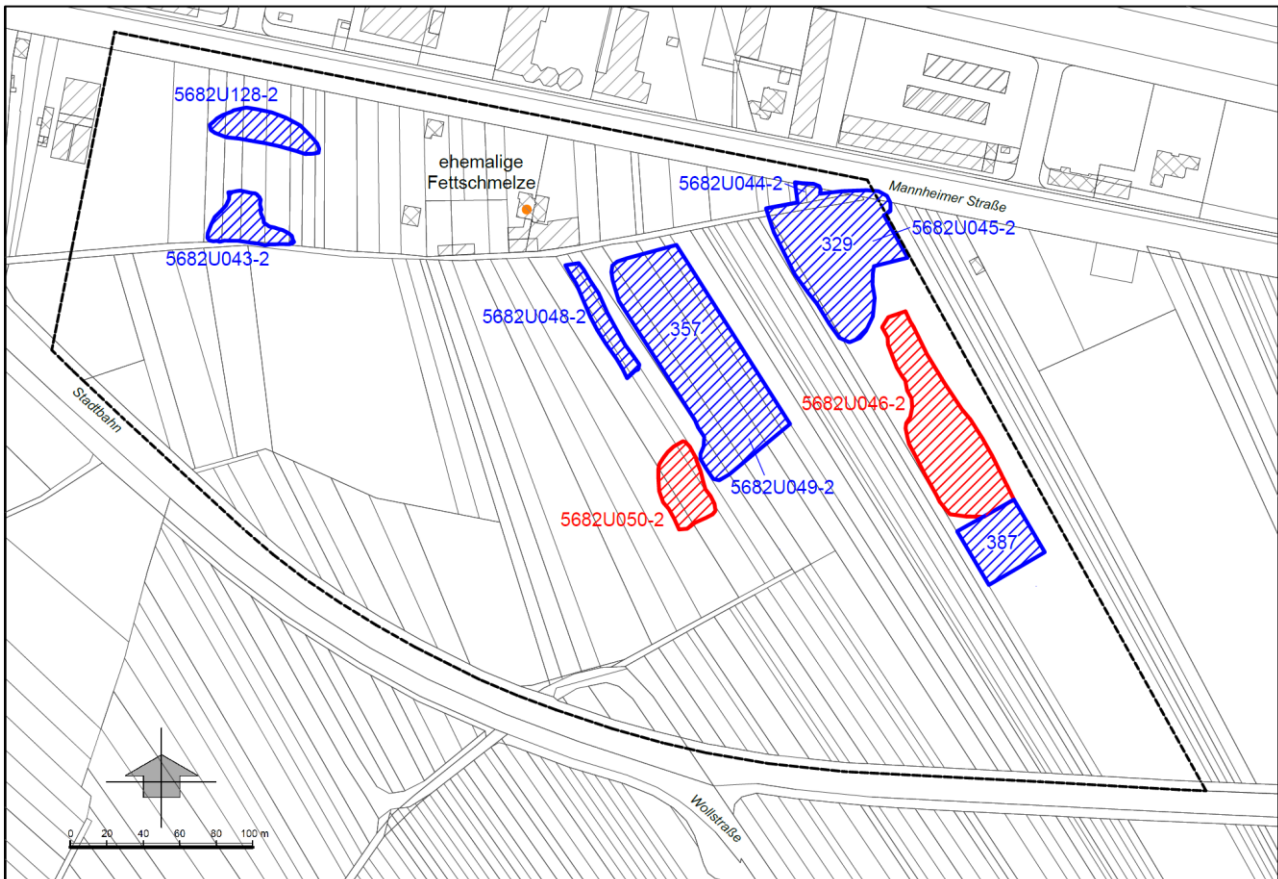 5682U128-2
ehemalige
Fettschmelze
5682U044-2
Mannheimer Straße
329
5682U045-2
5682U043-2
5682U048-2
357
5682U046-2
Stadtbahn
5682U049-2
5682U050-2
387
Wollstraße
0 20 40 60 80 100 m